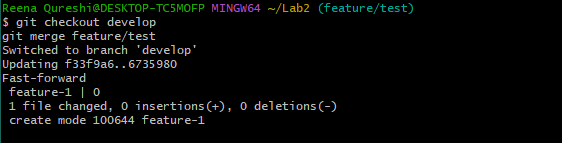 Reena Qureshi@DESKTOP-TC5MOFP MINGW64 ~/Lab2 (feature/test)
$ git checkout develop
git merge feature/test
Switched to branch 'develop'
Updating f33f9a6..6735980
Fast-forward
 feature-1 | 0
 1 file changed, 0 insertions(+), 0 deletions(-)
 create mode 100644 feature-1